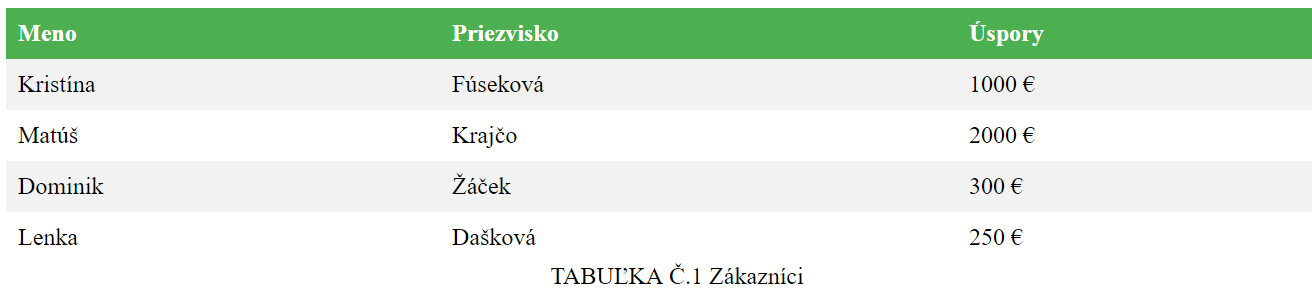 Meno Priezvisko Úspory
Kristína Fúseková 1000 €
Matúš Krajčo 2000 €
Dominik Žáček 300 €
Lenka Dašková 250 €
TABUĽKA Č.1 Zákazníci